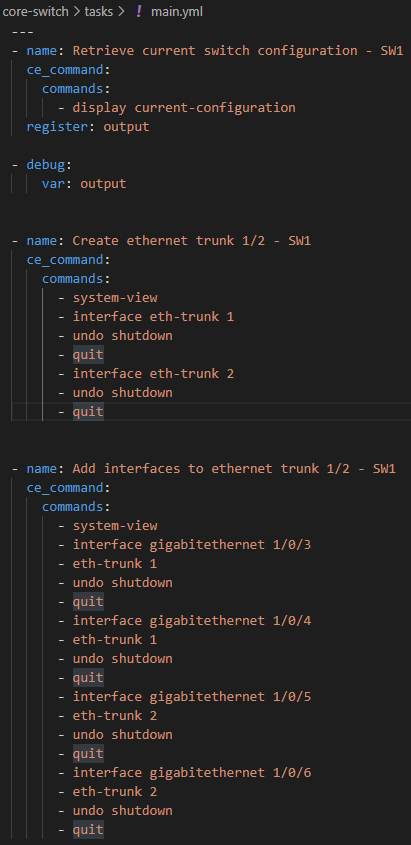 core-switch > tasks > ! main.yml
---
- name: Retrieve current switch configuration - SW1
  ce_command:
    commands:
      - display current-configuration
  register: output

- debug:
    var: output


- name: Create ethernet trunk 1/2 - SW1
  ce_command:
    commands:
      - system-view
      - interface eth-trunk 1
      - undo shutdown
      - quit
      - interface eth-trunk 2
      - undo shutdown
      - quit


- name: Add interfaces to ethernet trunk 1/2 - SW1
  ce_command:
    commands:
      - system-view
      - interface gigabitethernet 1/0/3
      - eth-trunk 1
      - undo shutdown
      - quit
      - interface gigabitethernet 1/0/4
      - eth-trunk 1
      - undo shutdown
      - quit
      - interface gigabitethernet 1/0/5
      - eth-trunk 2
      - undo shutdown
      - quit
      - interface gigabitethernet 1/0/6
      - eth-trunk 2
      - undo shutdown
      - quit